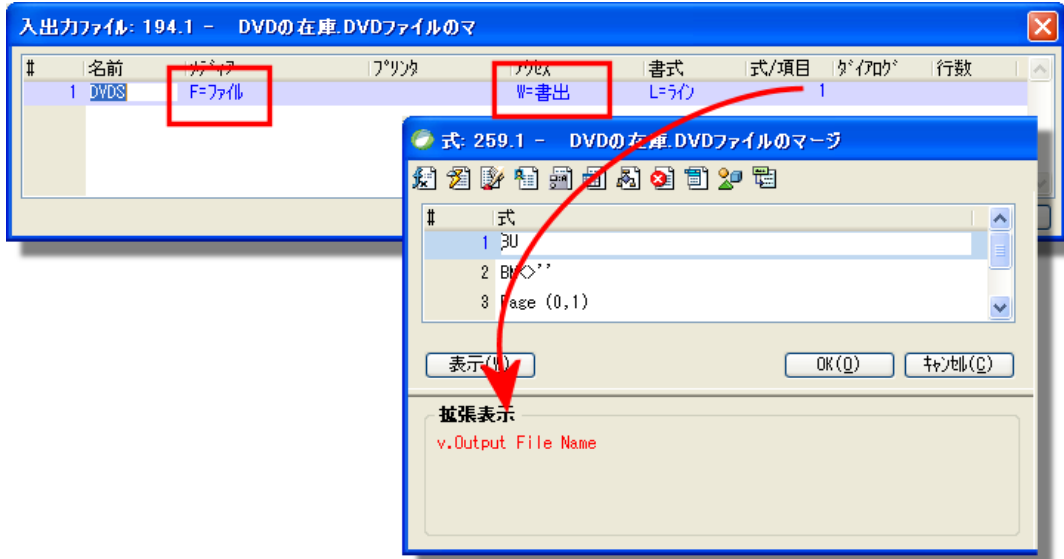 入出力ファイル: 194.1 - DVDの在庫.DVDファイルのマ
# 名前 メディア プリンタ アクセス 書式 式/項目 ダイアログ 行数
1 DVDS F=ファイル W=書出 L=ライン 1
式: 259.1 - DVDの在庫.DVDファイルのマージ
# 式
1 BU
2 BN<>''
3 Page (0,1)
表示(V) OK(O) キャンセル(C)
拡張表示
v.Output File Name